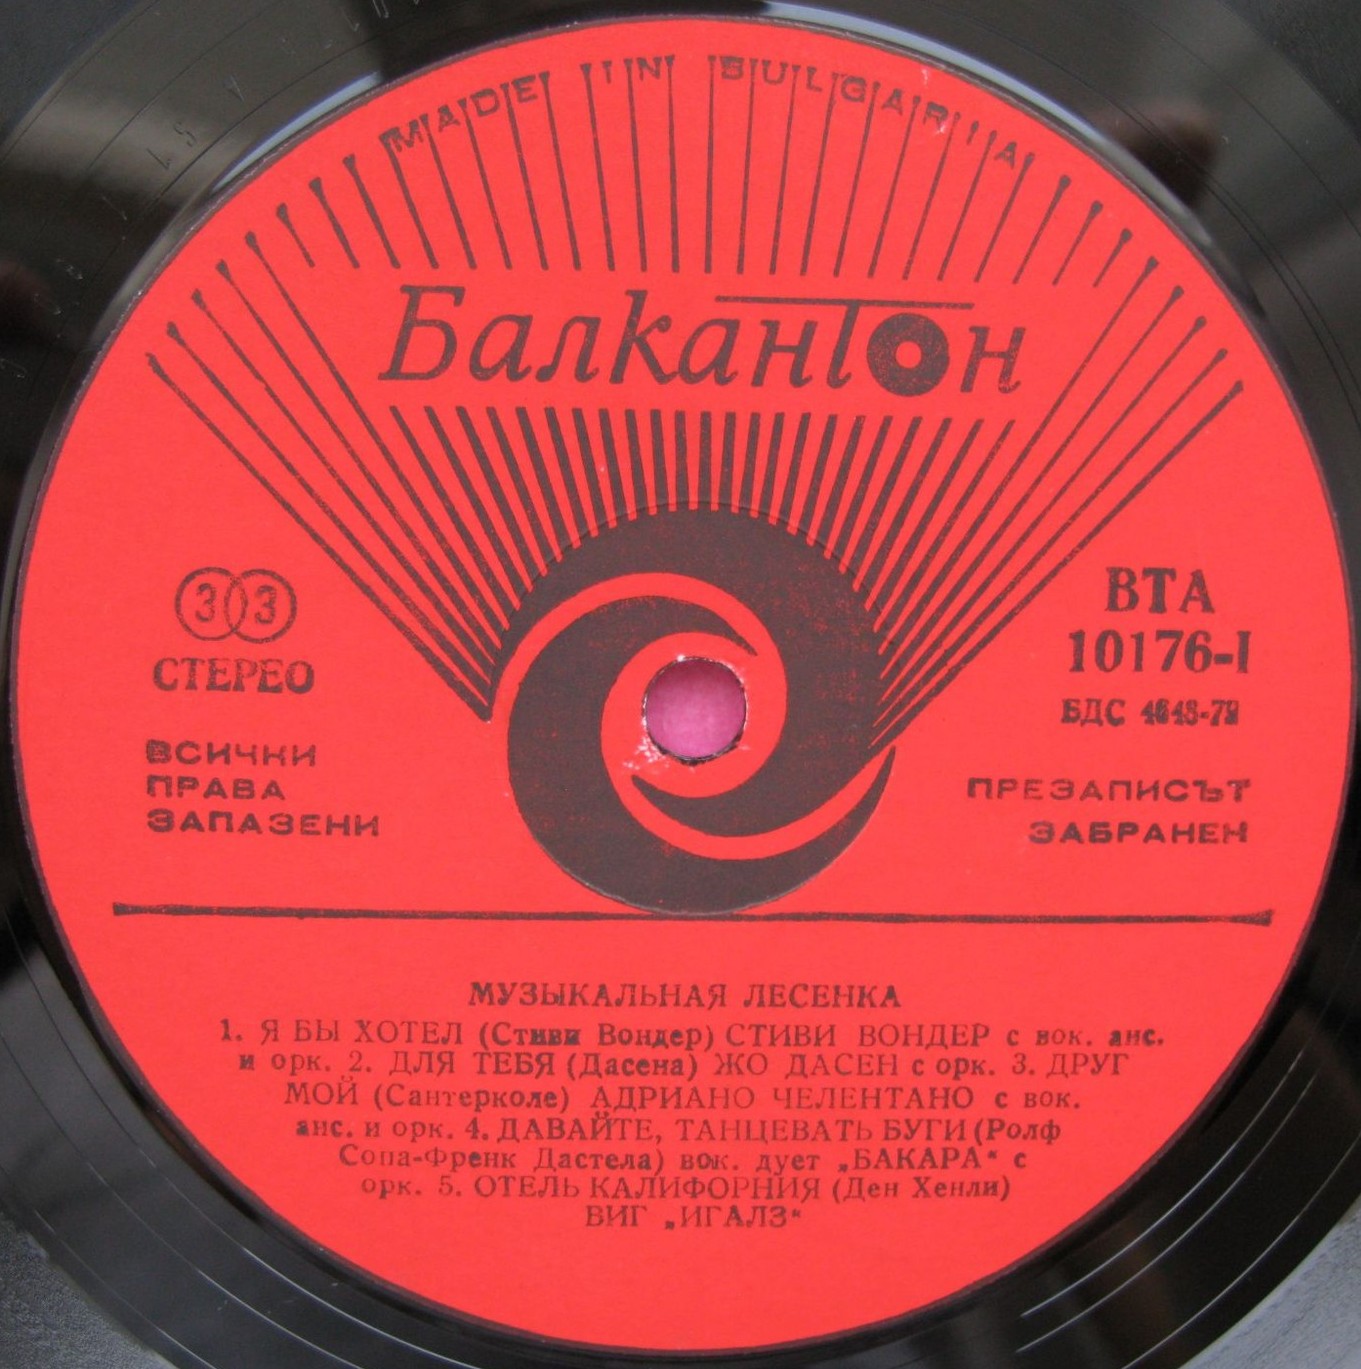 MADE IN BULGARIA
Балкантон
33
СТЕРЕО
ВСИЧКИ
ПРАВА
ЗАПАЗЕНИ
ВТА
10176-I
БДС
ПРЕЗАПИСЪТ
ЗАБРАНЕН
МУЗЫКАЛЬНАЯ ЛЕСЕНКА
1. Я БЫ ХОТЕЛ (Стиви Вондер) СТИВИ ВОНДЕР с вок. анс.
и орк. 2. ДЛЯ ТЕБЯ (Дасена) ЖО ДАСЕН с орк. 3. ДРУГ
МОЙ (Сантерколе) АДРИАНО ЧЕЛЕНТАНО с вок.
анс. и орк. 4. ДАВАЙТЕ, ТАНЦЕВАТЬ БУГИ (Ролф
Сопа-Френк Дастела) вок. дует „БАКАРА“ с
орк. 5. ОТЕЛЬ КАЛИФОРНИЯ (Ден Хенли)
ВИГ „ИГАЛЗ“